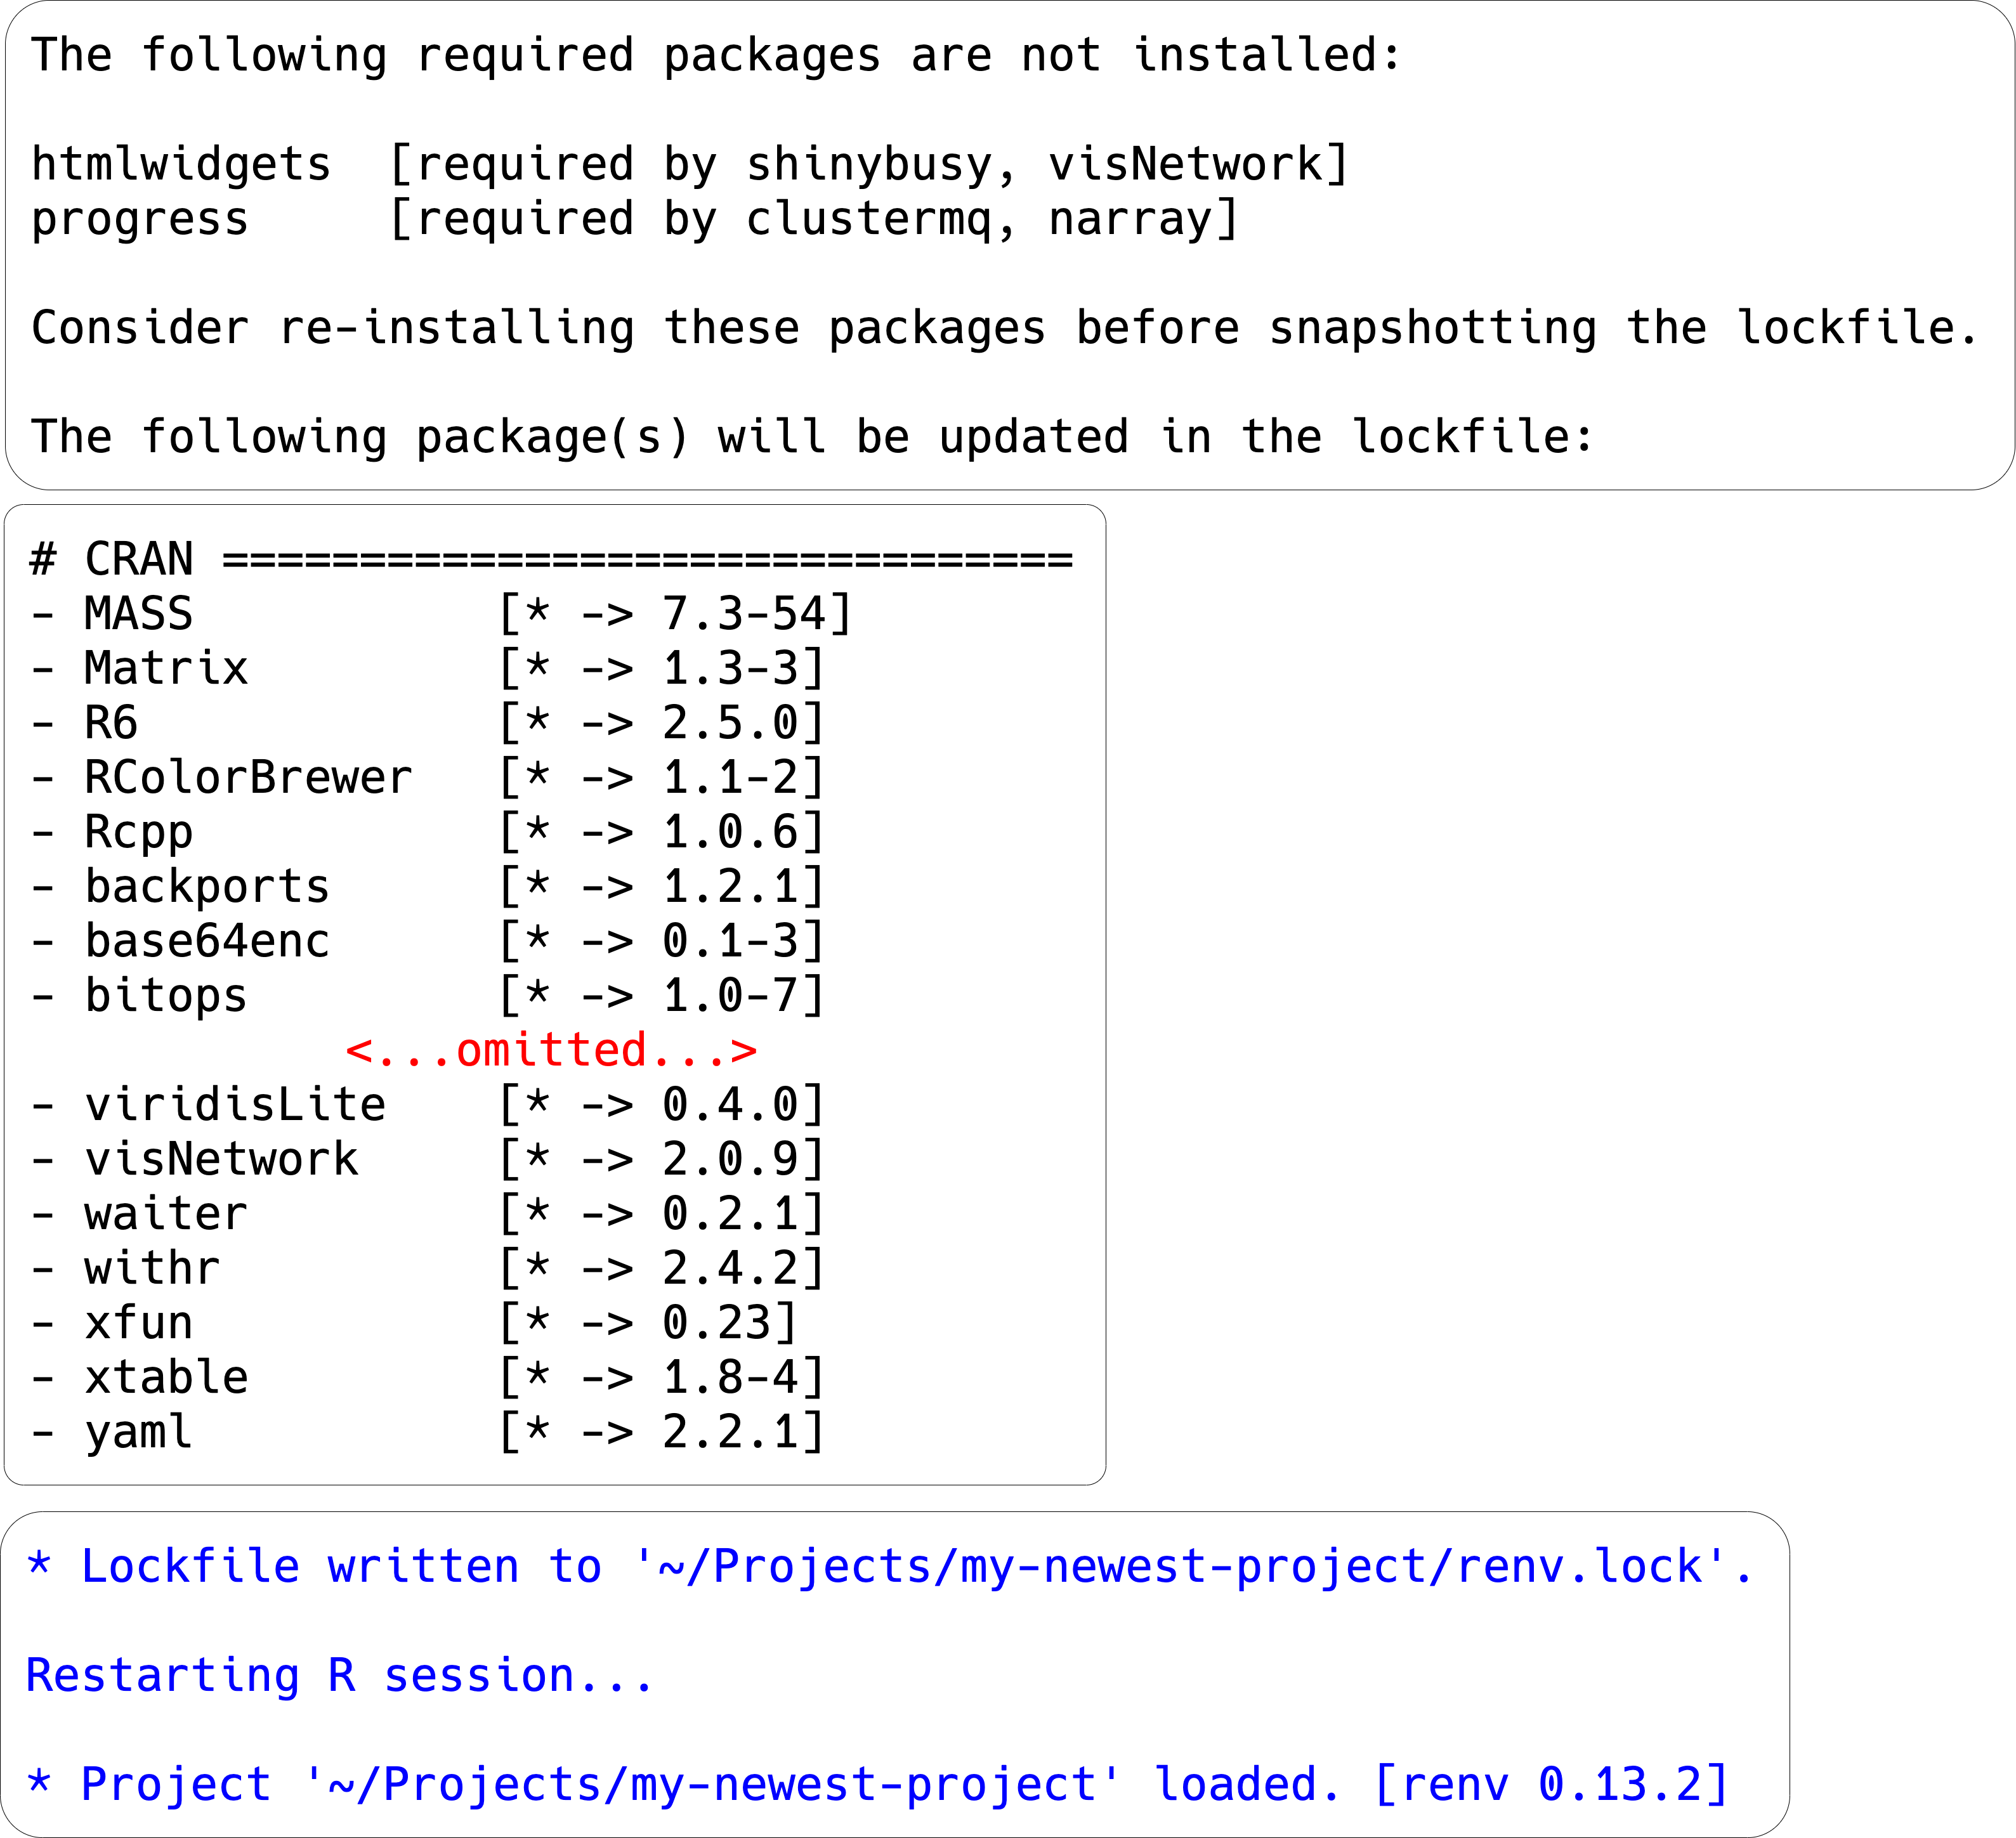 The following required packages are not installed:
htmlwidgets  [required by shinybusy, visNetwork]
progress     [required by clustermq, narray]
Consider re-installing these packages before snapshotting the lockfile.
The following package(s) will be updated in the lockfile:
# CRAN ===============================
- MASS           [* -> 7.3-54]
- Matrix         [* -> 1.3-3]
- R6             [* -> 2.5.0]
- RColorBrewer   [* -> 1.1-2]
- Rcpp           [* -> 1.0.6]
- backports      [* -> 1.2.1]
- base64enc      [* -> 0.1-3]
- bitops         [* -> 1.0-7]
<...omitted...>
- viridisLite    [* -> 0.4.0]
- visNetwork     [* -> 2.0.9]
- waiter         [* -> 0.2.1]
- withr          [* -> 2.4.2]
- xfun           [* -> 0.23]
- xtable         [* -> 1.8-4]
- yaml           [* -> 2.2.1]
* Lockfile written to '~/Projects/my-newest-project/renv.lock'.
Restarting R session...
* Project '~/Projects/my-newest-project' loaded. [renv 0.13.2]